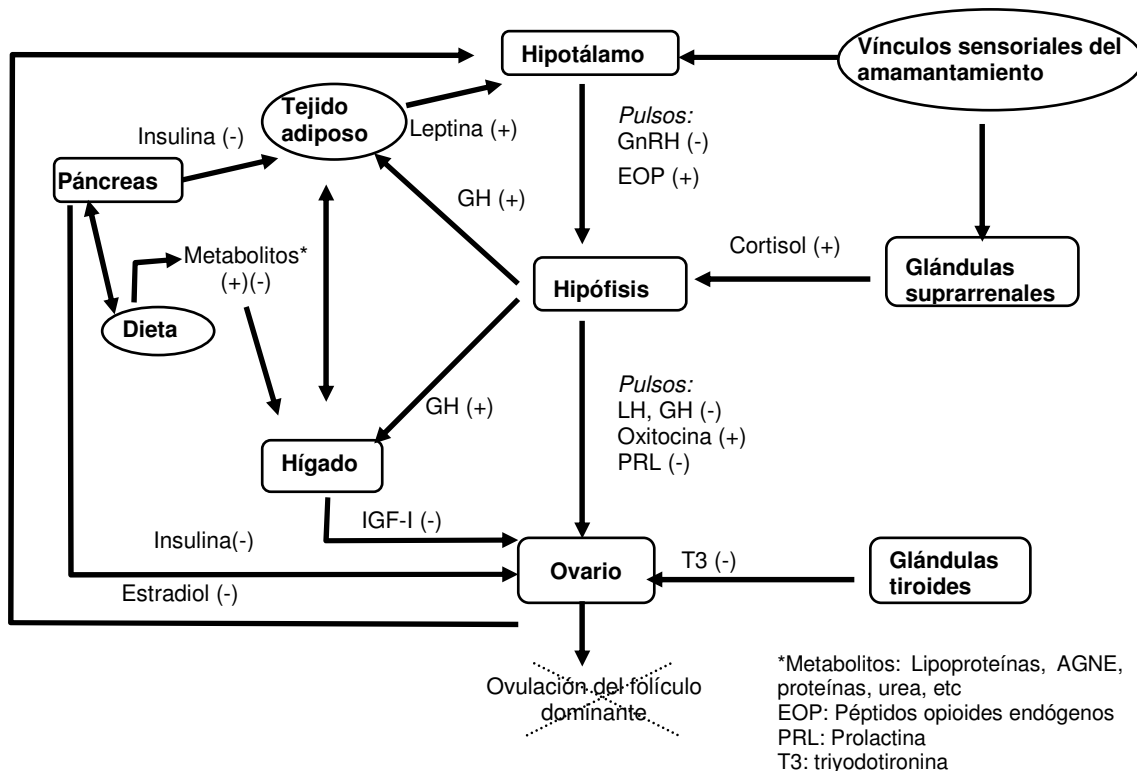 Hipotálamo
Vínculos sensoriales del
amamantamiento
Tejido
adiposo
Leptina (+)
Pulsos:
GnRH (-)
EOP (+)
Insulina (-)
Páncreas
GH (+)
Metabolitos*
(+)(-)
Dieta
Hipófisis
Cortisol (+)
Glándulas
suprarrenales
GH (+)
Pulsos:
LH, GH (-)
Oxitocina (+)
PRL (-)
Hígado
IGF-I (-)
Insulina(-)
Estradiol (-)
Ovario
T3 (-)
Glándulas
tiroides
Ovulación del folículo
dominante
*Metabolitos: Lipoproteínas, AGNE,
proteínas, urea, etc
EOP: Péptidos opioides endógenos
PRL: Prolactina
T3: triyodotironina